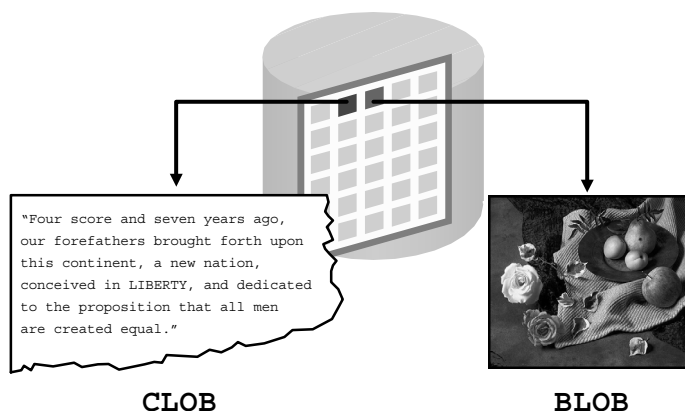 “Four score and seven years ago,
our forefathers brought forth upon
this continent, a new nation,
conceived in LIBERTY, and dedicated
to the proposition that all men
are created equal.”
CLOB
BLOB